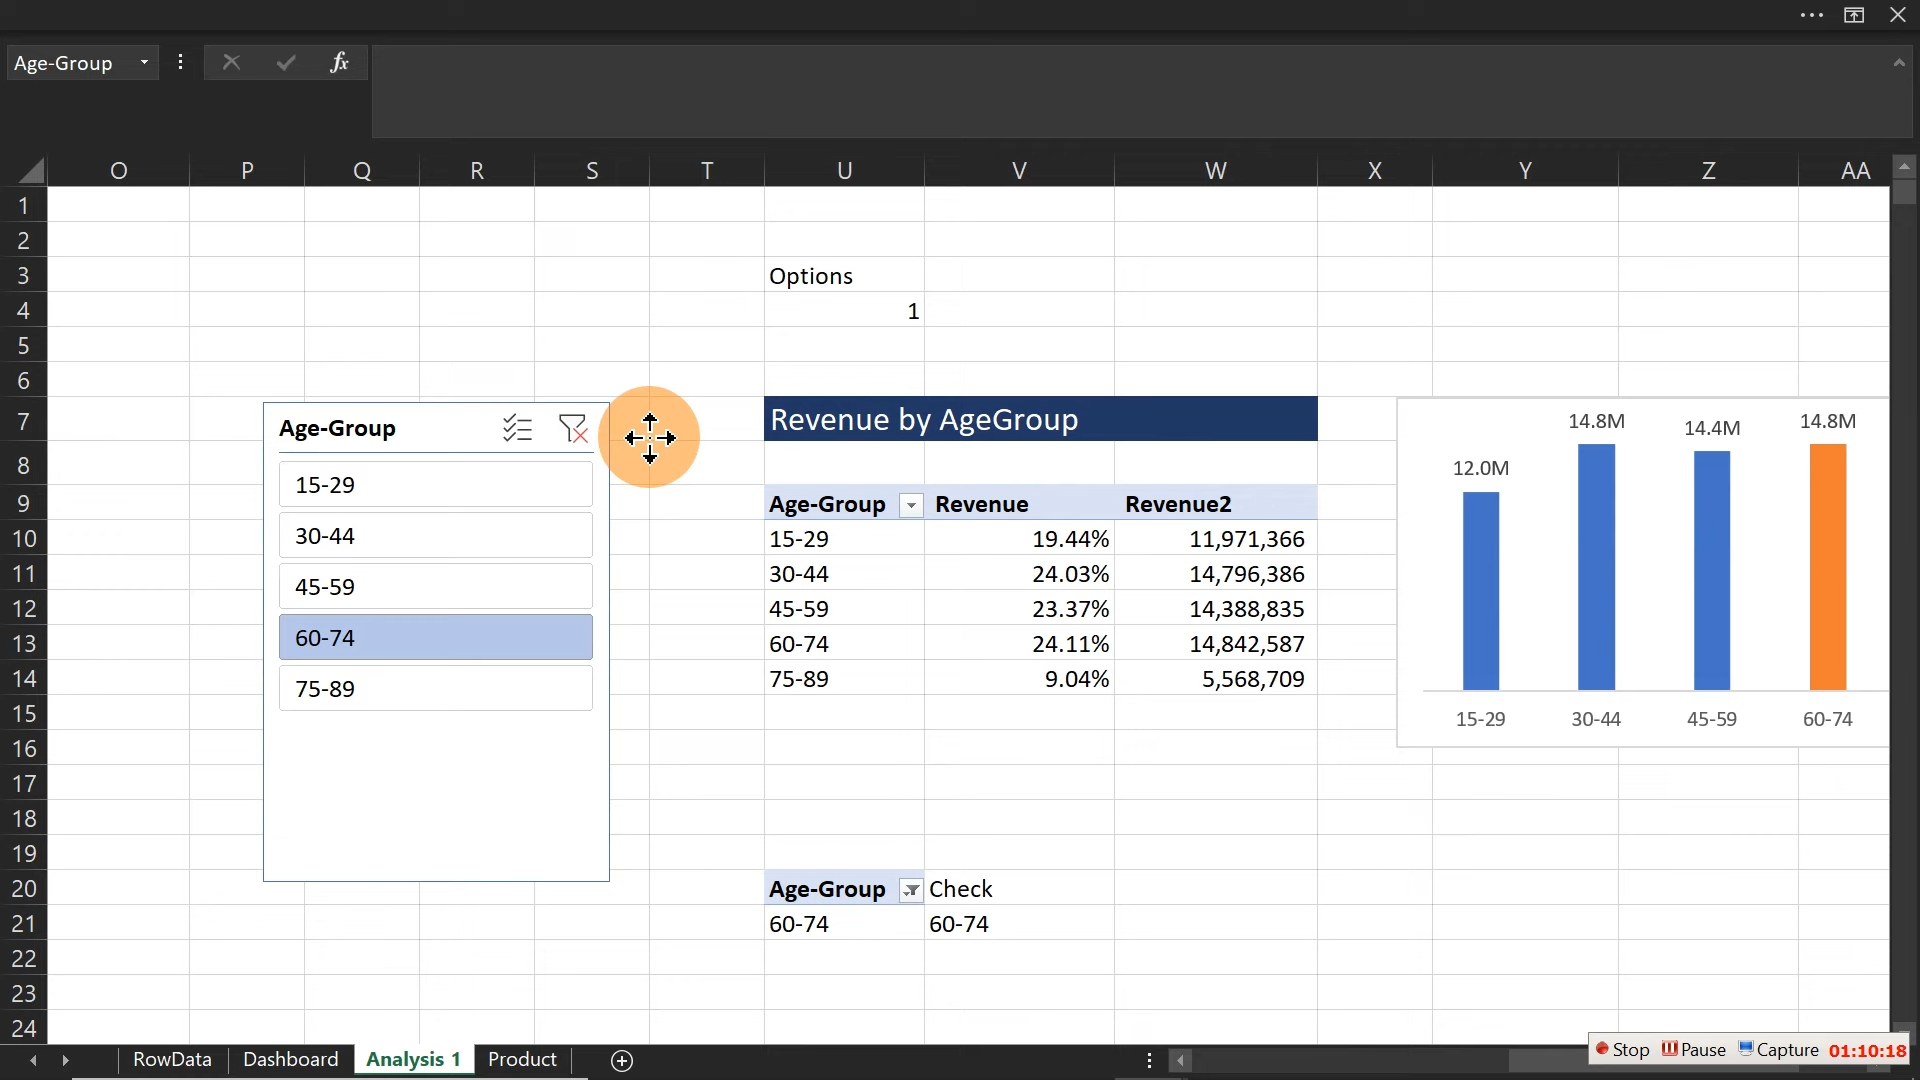 Age-Group
fx
O P Q R S T U V W X Y Z AA
1
2
3 Options
4 1
5
6
7 Age-Group Revenue by AgeGroup
8
9 Age-Group Revenue Revenue2
10 15-29 19.44% 11,971,366
11 30-44 24.03% 14,796,386
12 45-59 23.37% 14,388,835
13 60-74 24.11% 14,842,587
14 75-89 9.04% 5,568,709
15
16
17
18
19
20 Age-Group Check
21 60-74 60-74
22
23
24
15-29
30-44
45-59
60-74
75-89
12.0M 14.8M 14.4M 14.8M
15-29 30-44 45-59 60-74
RowData Dashboard Analysis 1 Product
Stop Pause Capture 01:10:18